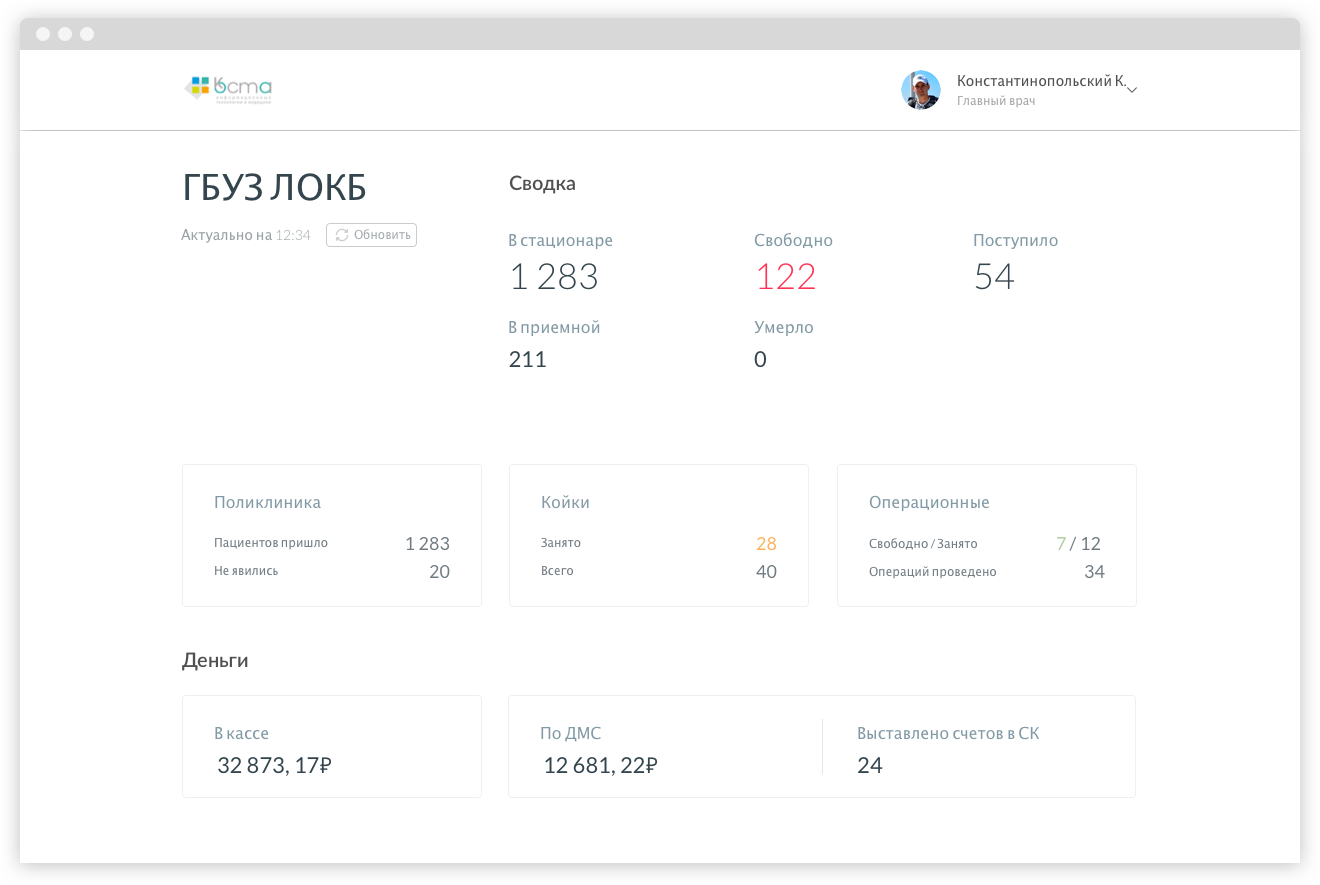 Костa
информационные
технологии в медицине
Константинопольский К.
Главный врач
ГБУЗ ЛОКБ
Актуально на 12:34
Обновить
Сводка
В стационаре
1 283
Свободно
122
Поступило
54
В приемной
211
Умерло
0
Поликлиника
Пациентов пришло 1 283
Не явились 20
Койки
Занято 28
Всего 40
Операционные
Свободно / Занято 7 / 12
Операций проведено 34
Деньги
В кассе
32 873, 17₽
По ДМС
12 681, 22₽
Выставлено счетов в СК
24